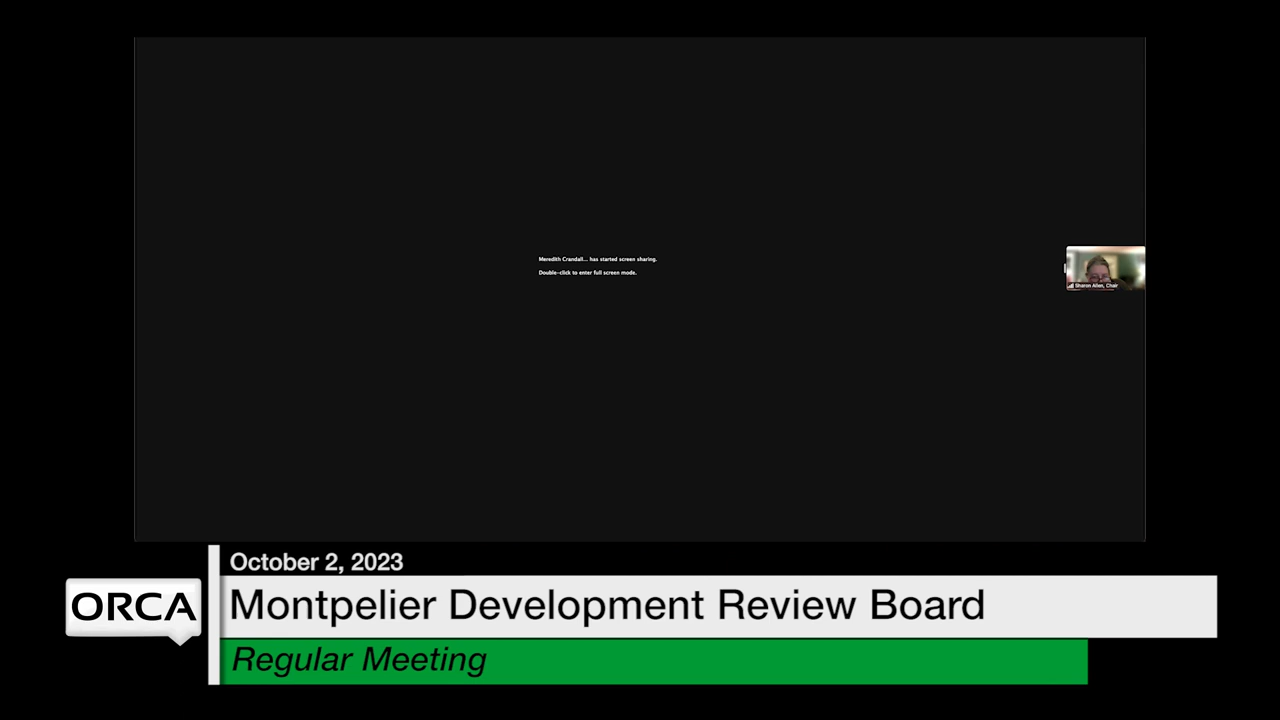 Meredith Crandall... has started screen sharing.
Double-click to enter full screen mode.
Sharon Allen, Chair
October 2, 2023
ORCA
Montpelier Development Review Board
Regular Meeting